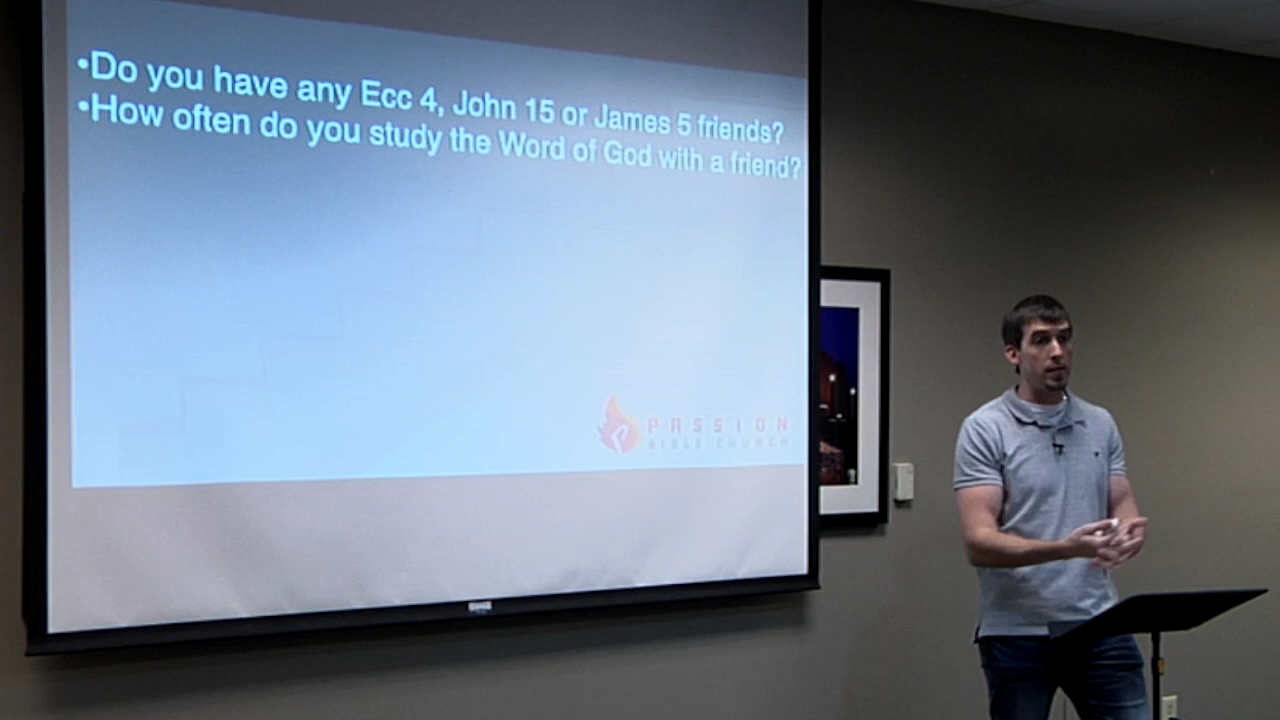 •Do you have any Ecc 4, John 15 or James 5 friends?
•How often do you study the Word of God with a friend?
PASSION
BIBLE CHURCH